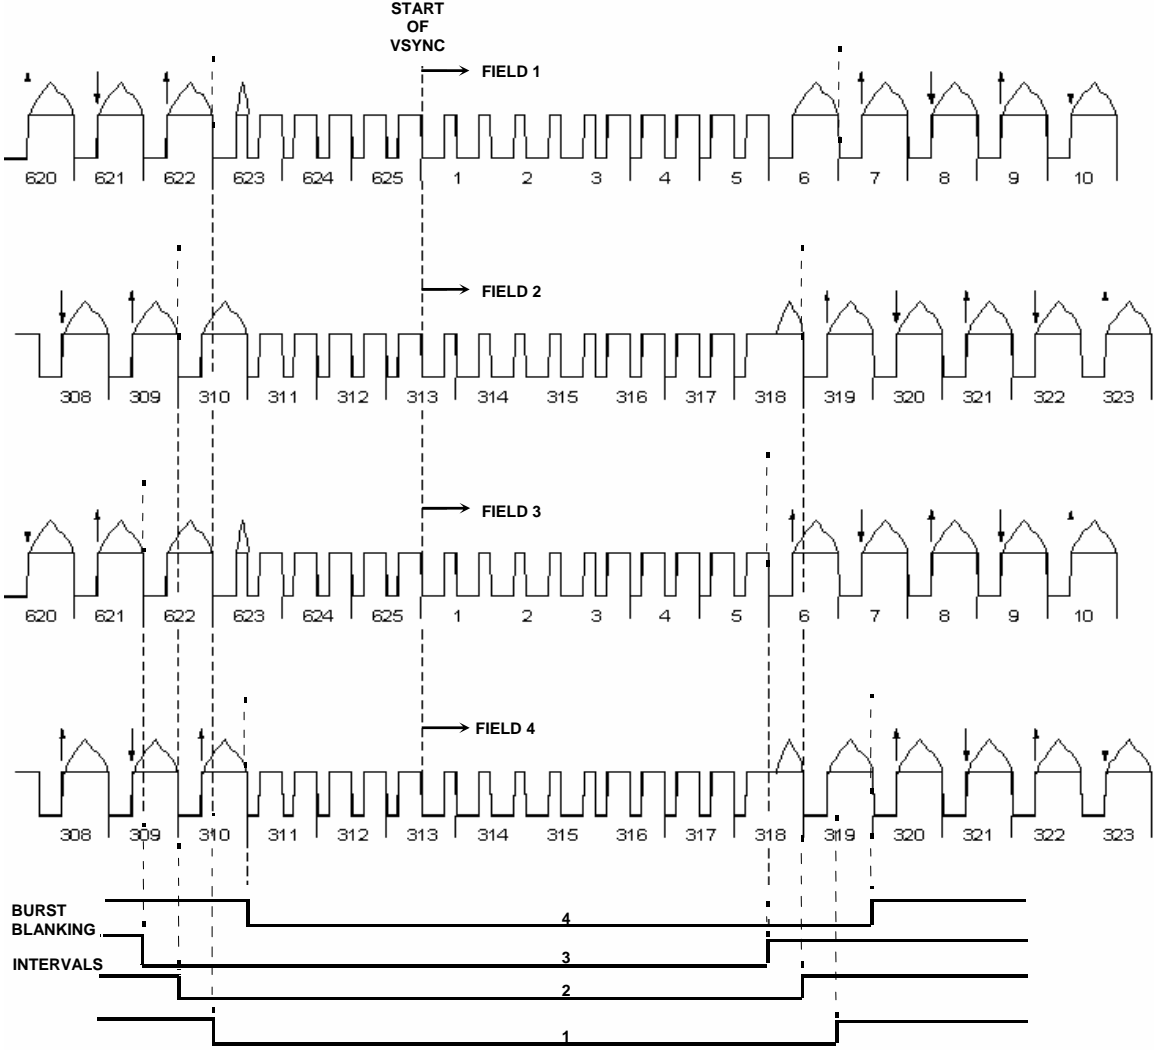 START
OF
VSYNC
FIELD 1
620 621 622 623 624 625 1 2 3 4 5 6 7 8 9 10
FIELD 2
308 309 310 311 312 313 314 315 316 317 318 319 320 321 322 323
FIELD 3
620 621 622 623 624 625 1 2 3 4 5 6 7 8 9 10
FIELD 4
308 309 310 311 312 313 314 315 316 317 318 319 320 321 322 323
BURST
BLANKING
INTERVALS
4
3
2
1